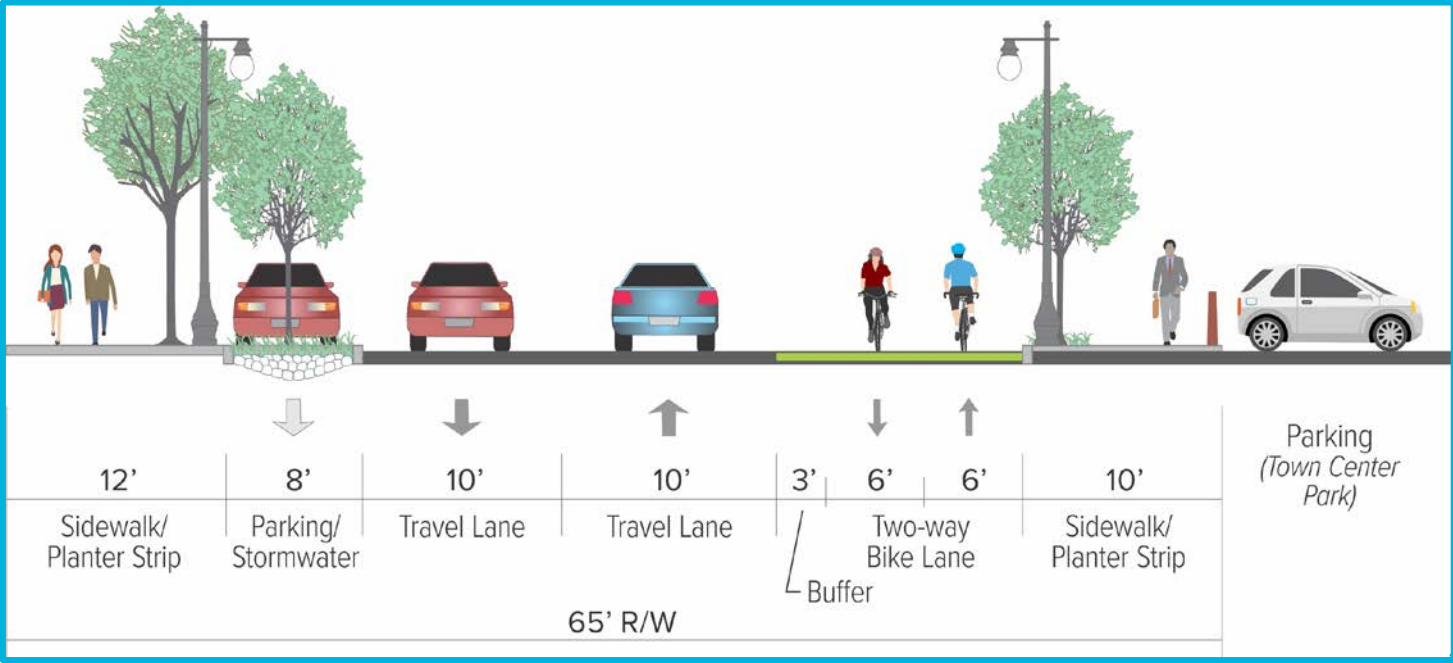 12’
8’
10’
10’
3’
6’
6’
10’
Sidewalk/
Planter Strip
Parking/
Stormwater
Travel Lane
Travel Lane
Buffer
Two-way
Bike Lane
Sidewalk/
Planter Strip
Parking
(Town Center
Park)
65’ R/W